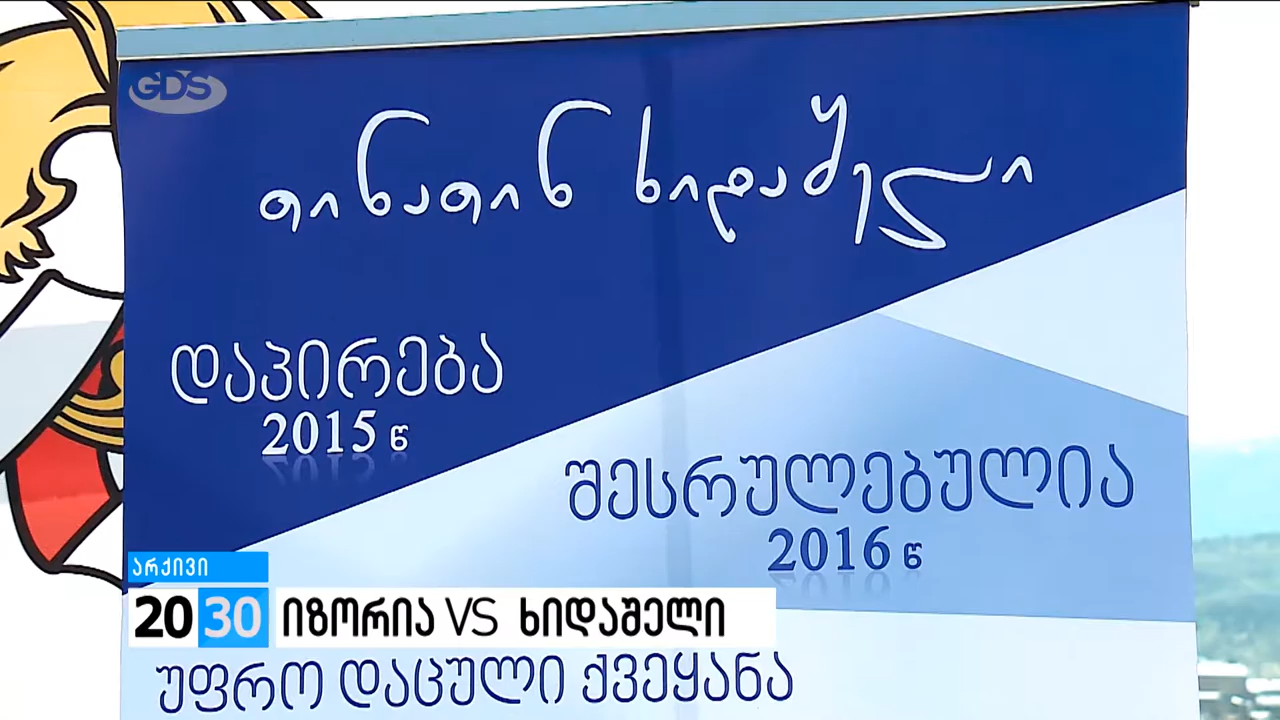 GDS
თინათინ ხიდაშელი
დაპირება
2015 წ
შესრულებულია
2016 წ
არქივი
20 30 იზორია VS ხიდაშელი
უფრო დაცული ქვეყანა